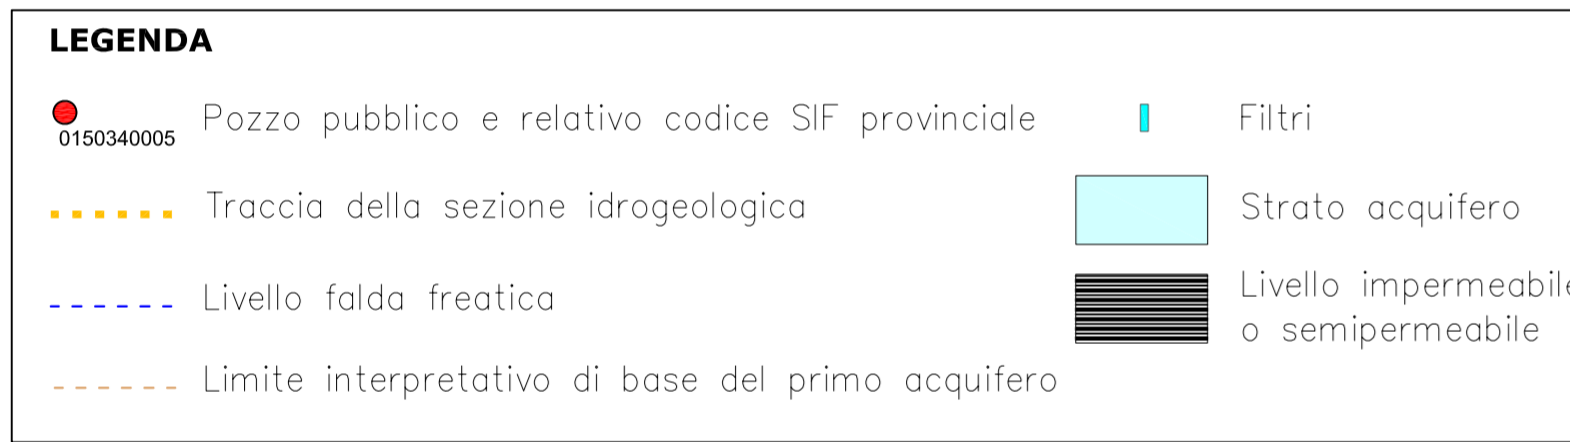 LEGENDA
0150340005
Pozzo pubblico e relativo codice SIF provinciale
Traccia della sezione idrogeologica
Livello falda freatica
Limite interpretativo di base del primo acquifero
Filtri
Strato acquifero
Livello impermeabile
o semipermeabile